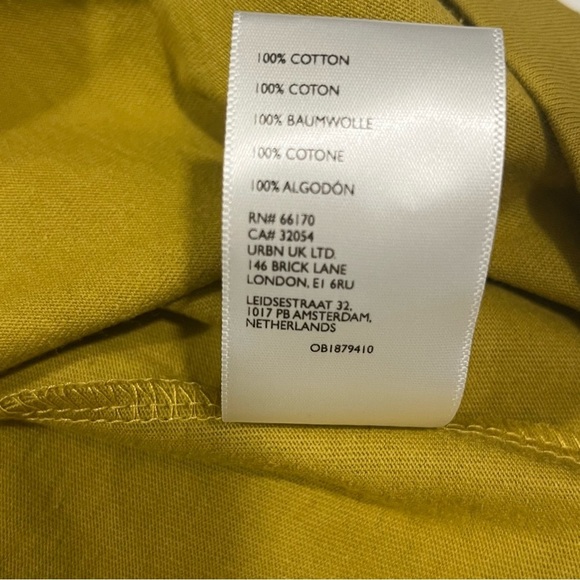 100% COTTON
100% COTON
100% BAUMWOLLE
100% COTONE
100% ALGODÓN
RN# 66170
CA# 32054
URBN UK LTD.
146 BRICK LANE
LONDON, E1 6RU
LEIDSESTRAAT 32,
1017 PB AMSTERDAM,
NETHERLANDS
OB1879410